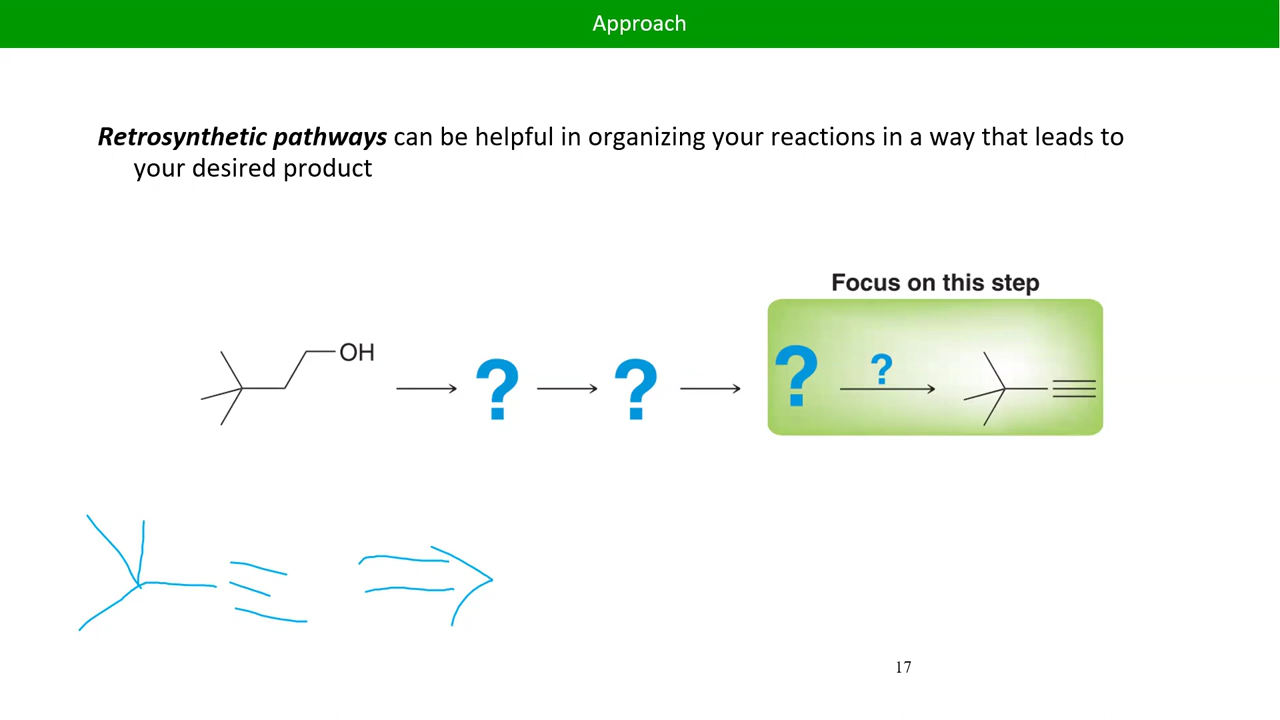 Approach
Retrosynthetic pathways can be helpful in organizing your reactions in a way that leads to
your desired product
Focus on this step
OH
? ? ? ?
17